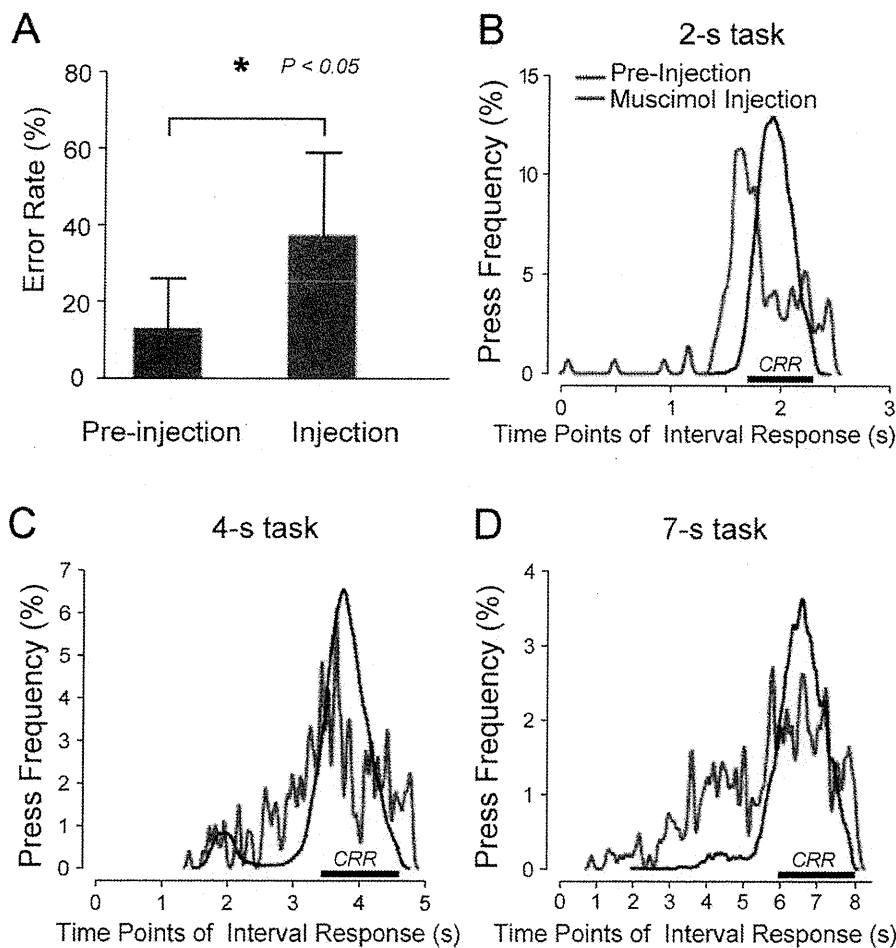 A
* P < 0.05
80
60
40
20
0
Error Rate (%)
Pre-injection Injection
B
2-s task
Pre-Injection
Muscimol Injection
15
10
5
0
Press Frequency (%)
CRR
0 1 2 3
Time Points of Interval Response (s)
C
4-s task
7
6
5
4
3
2
1
0
Press Frequency (%)
CRR
0 1 2 3 4 5
Time Points of Interval Response (s)
D
7-s task
4
3
2
1
0
Press Frequency (%)
CRR
0 1 2 3 4 5 6 7 8
Time Points of Interval Response (s)